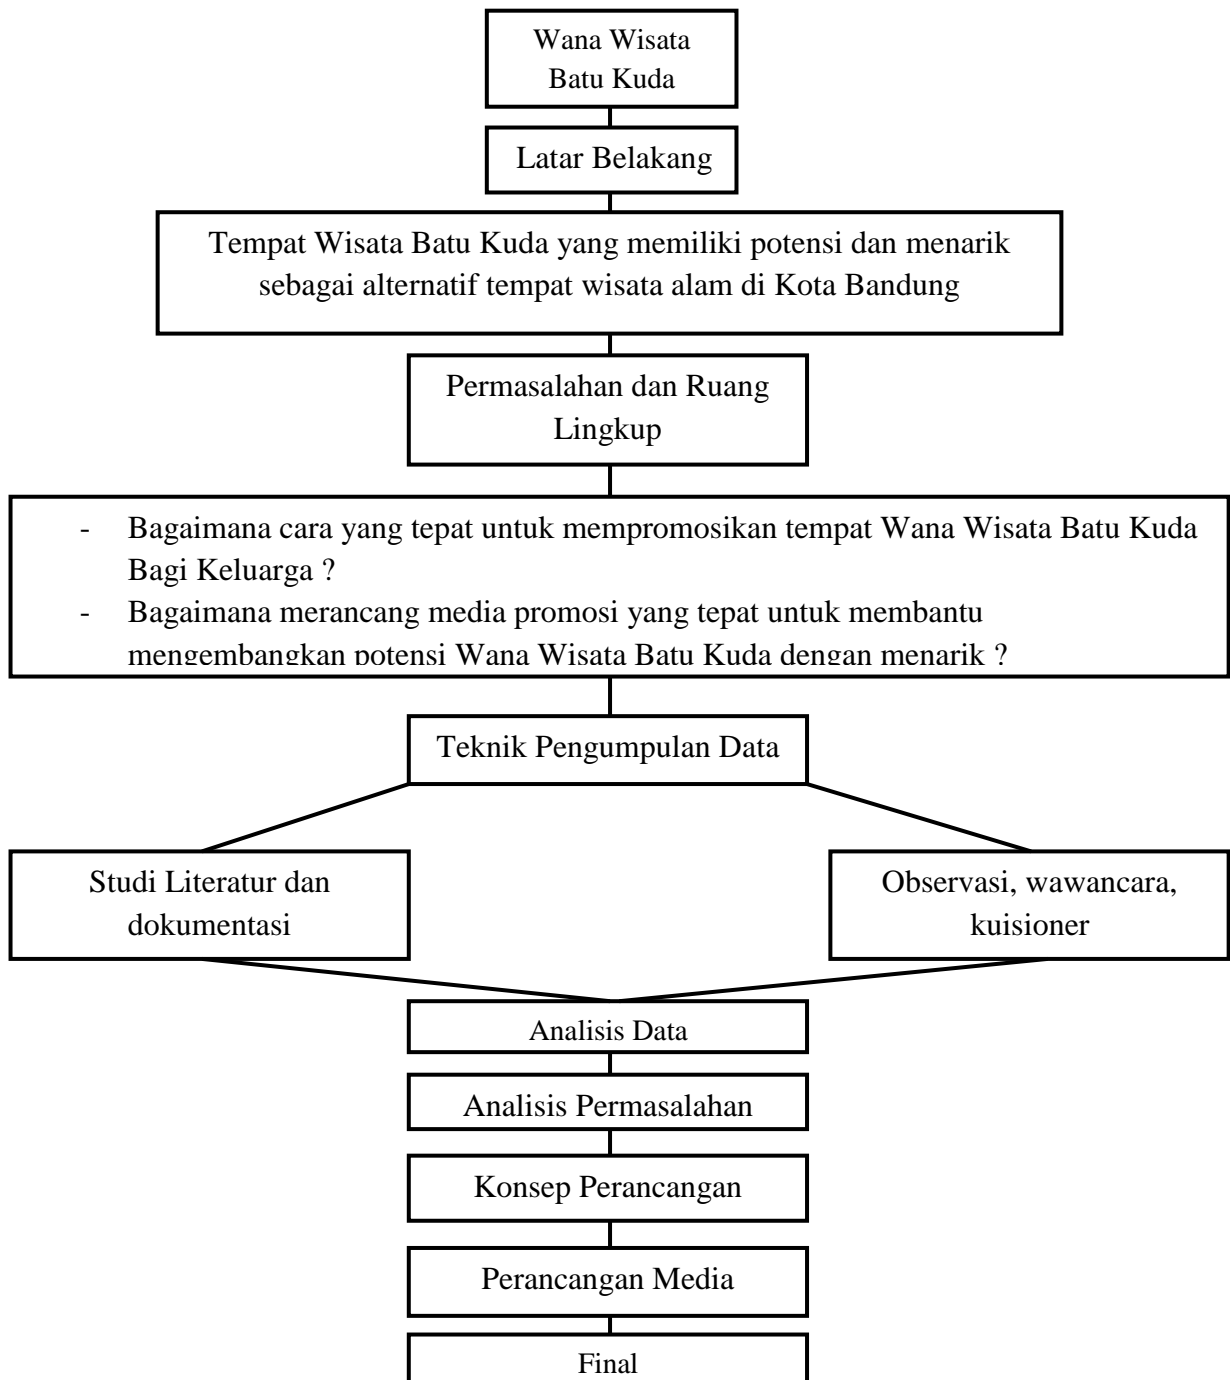 Wana Wisata
Batu Kuda
Latar Belakang
Tempat Wisata Batu Kuda yang memiliki potensi dan menarik
sebagai alternatif tempat wisata alam di Kota Bandung
Permasalahan dan Ruang
Lingkup
- Bagaimana cara yang tepat untuk mempromosikan tempat Wana Wisata Batu Kuda
Bagi Keluarga ?
- Bagaimana merancang media promosi yang tepat untuk membantu
mengembangkan potensi Wana Wisata Batu Kuda dengan menarik ?
Teknik Pengumpulan Data
Studi Literatur dan
dokumentasi
Observasi, wawancara,
kuisioner
Analisis Data
Analisis Permasalahan
Konsep Perancangan
Perancangan Media
Final